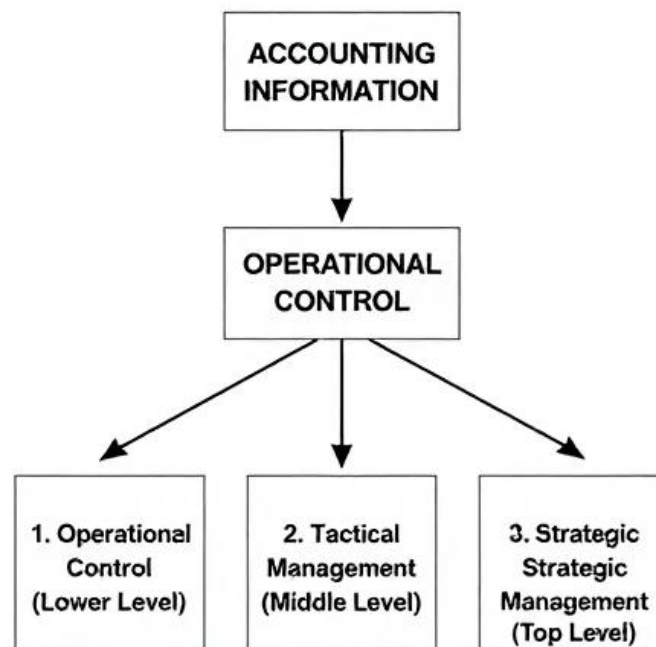 ACCOUNTING
INFORMATION
OPERATIONAL
CONTROL
1. Operational
Control
(Lower Level)
2. Tactical
Management
(Middle Level)
3. Strategic
Strategic
Management
(Top Level)